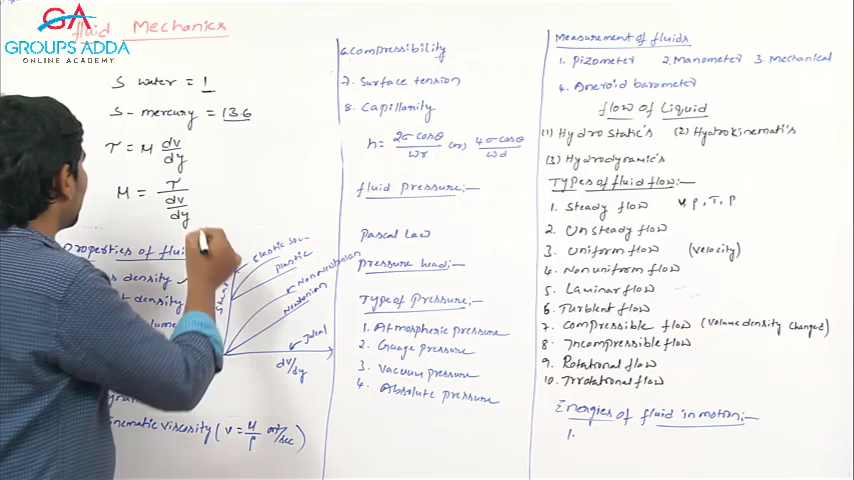 GA
GROUPS ADDA
ONLINE ACADEMY
fluid Mechanics
S water = 1
S - mercury = 13.6
τ = μ dv/dy
μ = τ / (dv/dy)
Properties of flui
density
density
inematic viscosity ( ν = μ/ρ m²/sec )
plastic
Non Newtonian
Newtonian
Ideal
dv/dy
6. compressibility
7. Surface tension
8. Capillarity
h = 2σ cosθ/wr (or) 4σ cosθ/wd
fluid pressure:-
Pascal Law
pressure head:-
Type of Pressure:-
1. Atmospheric pressure
2. Guage pressure
3. Vacuum pressure
4. Absolute pressure
Measurement of fluids
1. Pizometer 2. Manometer 3. Mechanical
4. Aneroid barometer
flow of Liquid
(1) Hydrostatic's (2) Hydrokinemati's
(3) Hydrodynamic's
Types of fluid flow:-
1. Steady flow
2. Unsteady flow
3. Uniform flow (velocity)
4. Nonuniform flow
5. Laminar flow
6. Turblent flow
7. compressible flow (Volume density changed)
8. Incompressible flow
9. Rotational flow
10. Irrotational flow
Energies of fluid in motion:-
1.